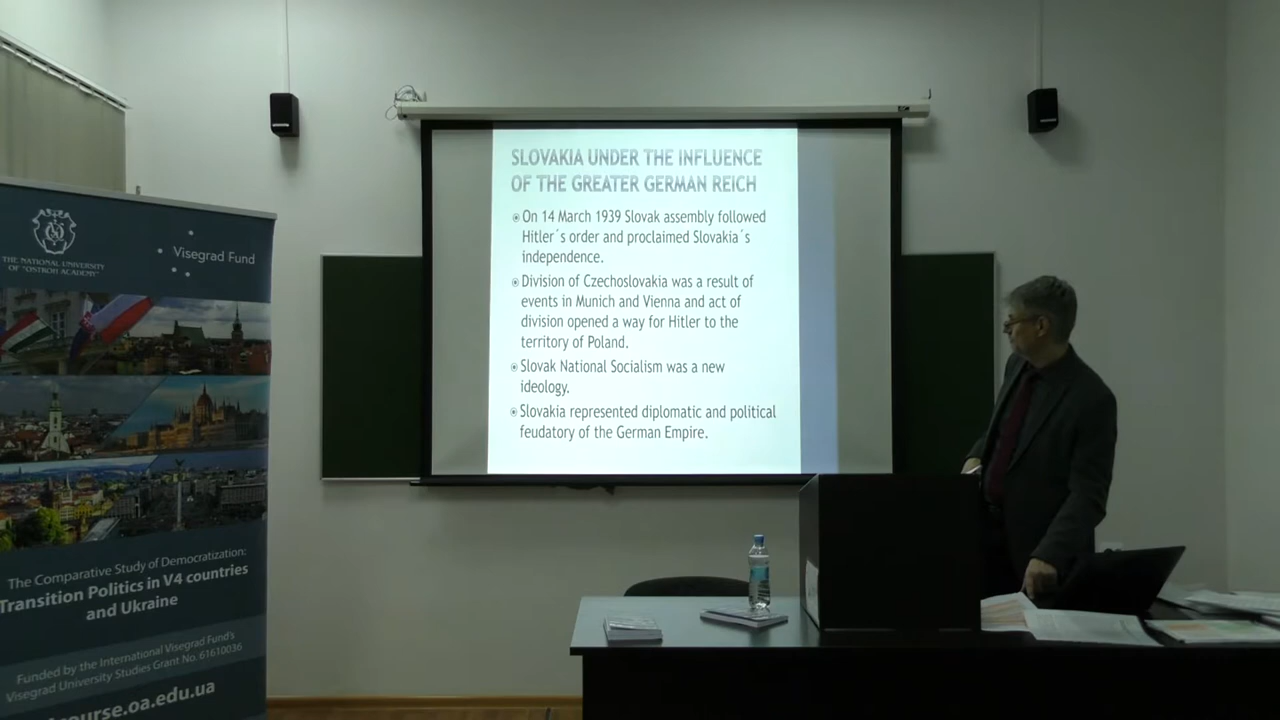 SLOVAKIA UNDER THE INFLUENCE
OF THE GREATER GERMAN REICH
On 14 March 1939 Slovak assembly followed
Hitler´s order and proclaimed Slovakia´s
independence.
Division of Czechoslovakia was a result of
events in Munich and Vienna and act of
division opened a way for Hitler to the
territory of Poland.
Slovak National Socialism was a new
ideology.
Slovakia represented diplomatic and political
feudatory of the German Empire.
THE NATIONAL UNIVERSITY
OF "OSTROH ACADEMY"
Visegrad Fund
The Comparative Study of Democratization:
Transition Politics in V4 countries
and Ukraine
Funded by the International Visegrad Fund's
Visegrad University Studies Grant No. 61610036
ourse.oa.edu.ua